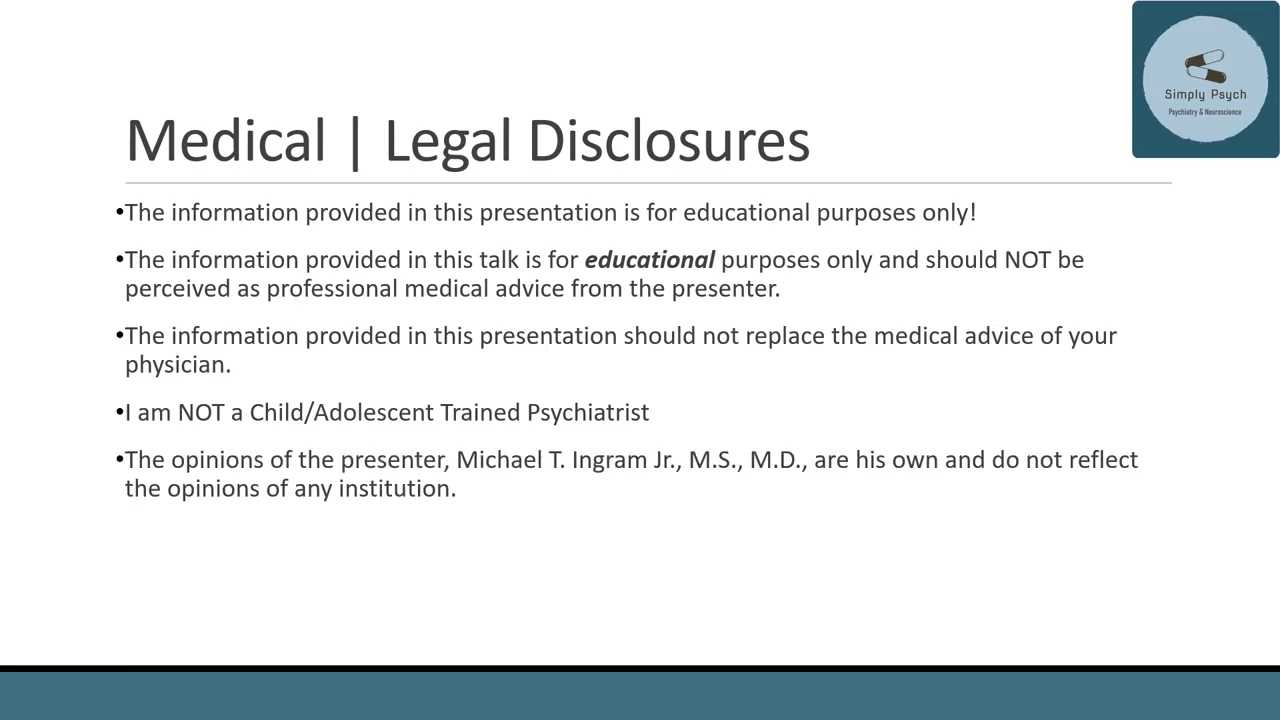 Simply Psych
Psychiatry & Neuroscience
Medical | Legal Disclosures
•The information provided in this presentation is for educational purposes only!
•The information provided in this talk is for educational purposes only and should NOT be
perceived as professional medical advice from the presenter.
•The information provided in this presentation should not replace the medical advice of your
physician.
•I am NOT a Child/Adolescent Trained Psychiatrist
•The opinions of the presenter, Michael T. Ingram Jr., M.S., M.D., are his own and do not reflect
the opinions of any institution.